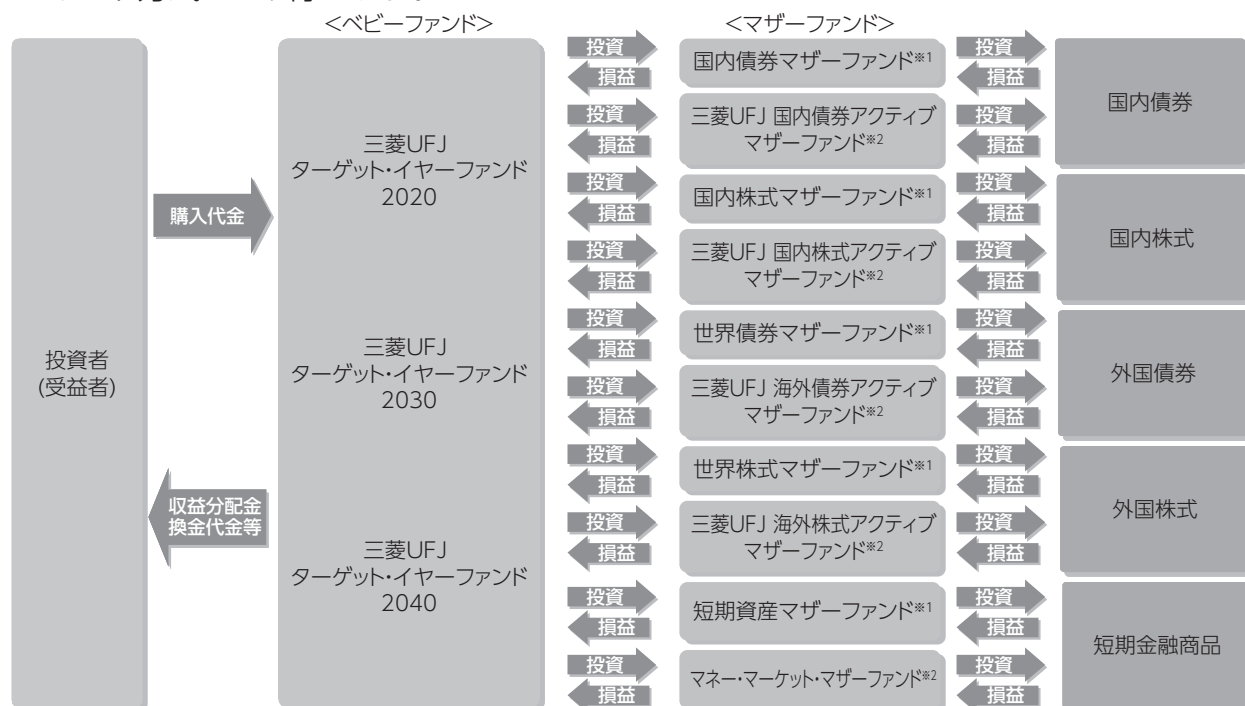 <ベビーファンド>
<マザーファンド>
投資者
(受益者)
購入代金
収益分配金
換金代金等
三菱UFJ
ターゲット・イヤーファンド
2020
三菱UFJ
ターゲット・イヤーファンド
2030
三菱UFJ
ターゲット・イヤーファンド
2040
投資
損益
国内債券マザーファンド※1
投資
損益
投資
損益
三菱UFJ 国内債券アクティブ
マザーファンド※2
投資
損益
国内債券
投資
損益
国内株式マザーファンド※1
投資
損益
投資
損益
三菱UFJ 国内株式アクティブ
マザーファンド※2
投資
損益
国内株式
投資
損益
世界債券マザーファンド※1
投資
損益
投資
損益
三菱UFJ 海外債券アクティブ
マザーファンド※2
投資
損益
外国債券
投資
損益
世界株式マザーファンド※1
投資
損益
投資
損益
三菱UFJ 海外株式アクティブ
マザーファンド※2
投資
損益
外国株式
投資
損益
短期資産マザーファンド※1
投資
損益
投資
損益
マネー・マーケット・マザーファンド※2
投資
損益
短期金融商品